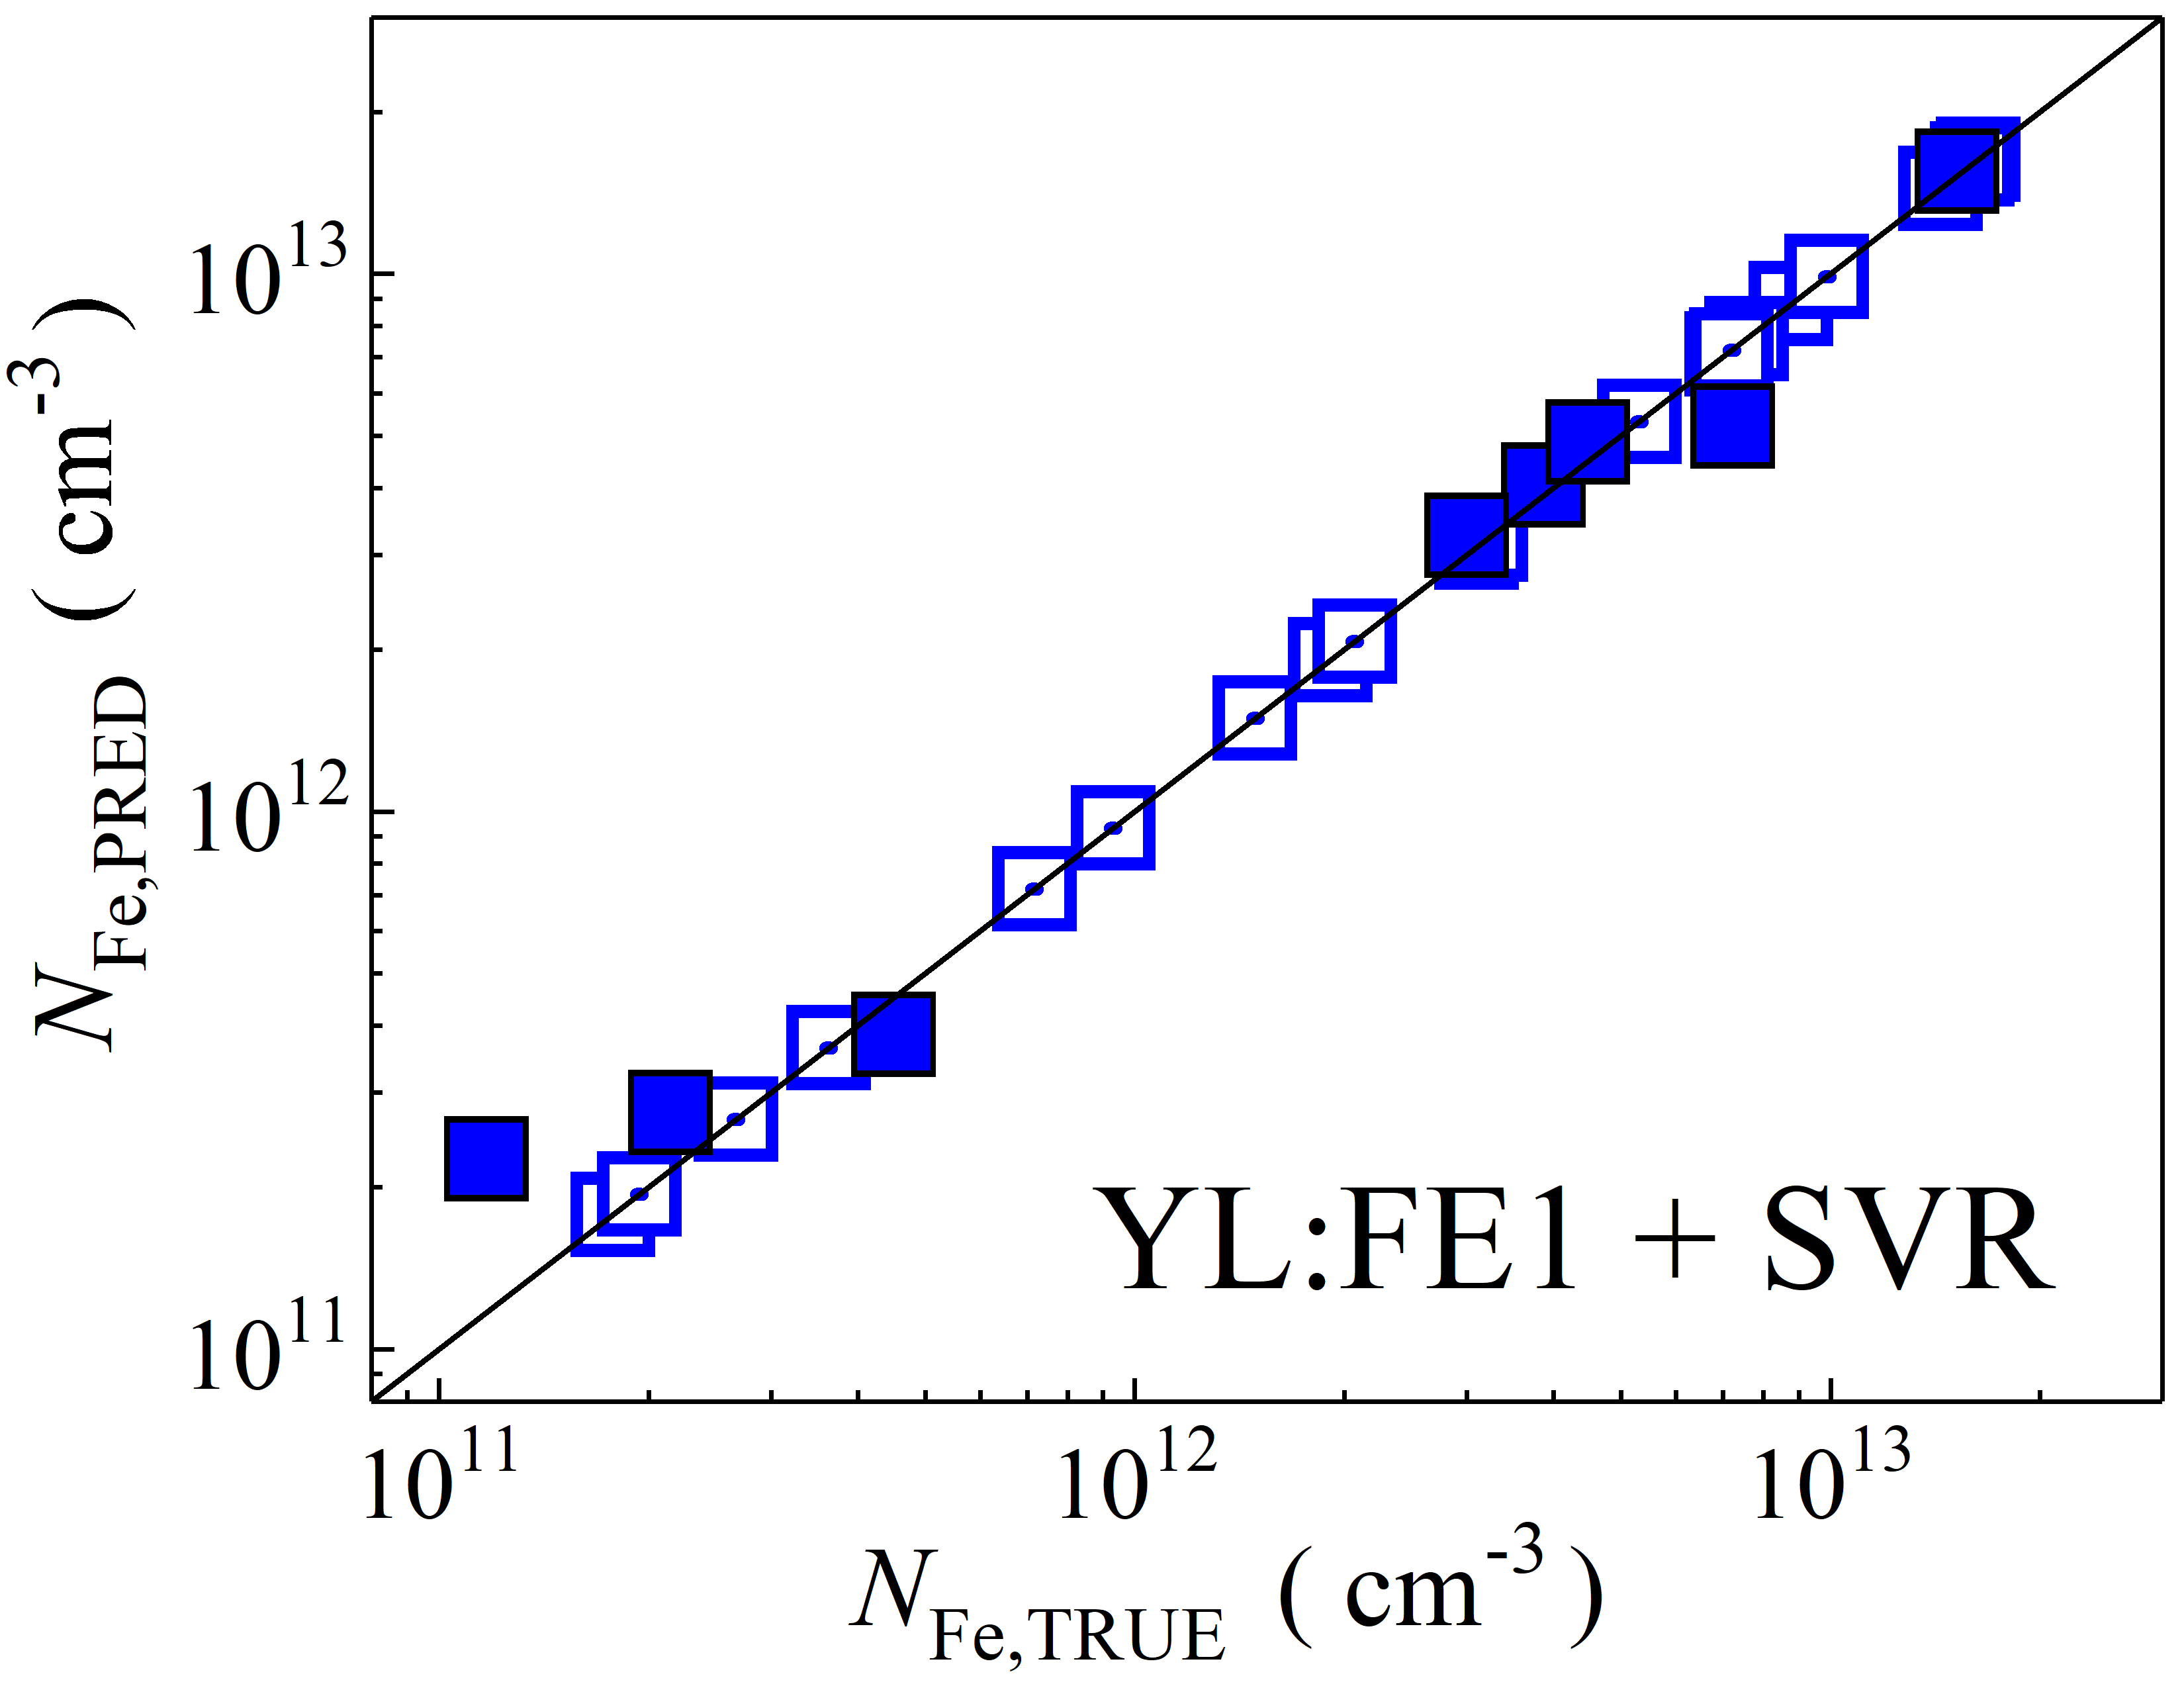 10^13
10^12
10^11
N_Fe,PRED ( cm^-3 )
YL:FE1 + SVR
10^11 10^12 10^13
N_Fe,TRUE ( cm^-3 )